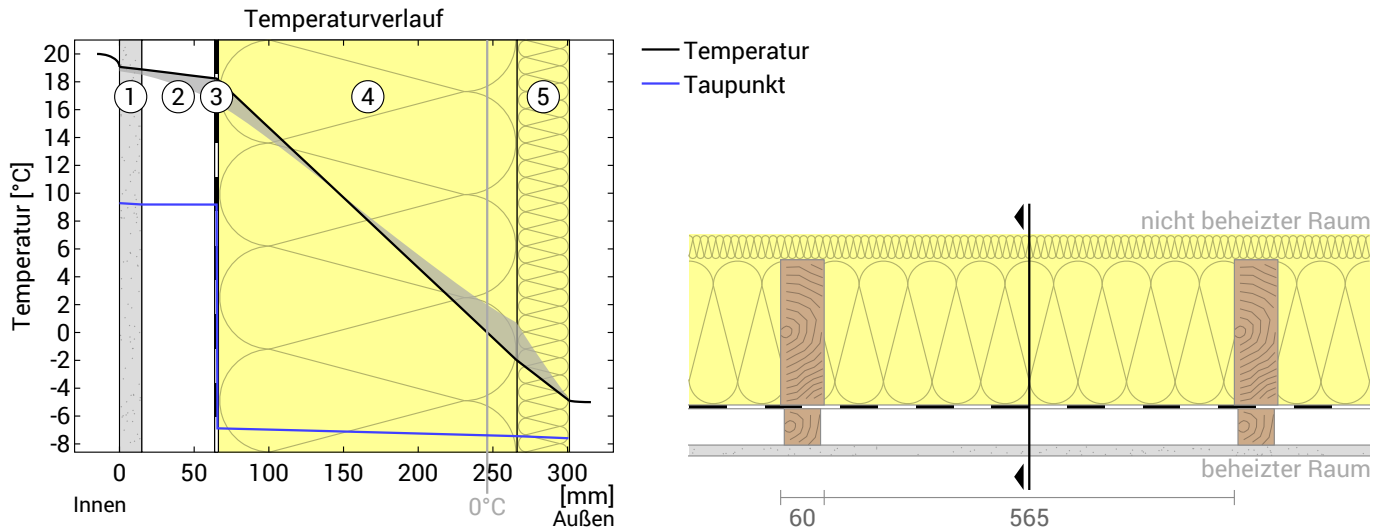 Temperaturverlauf
Temperatur [°C]
20
18
16
14
12
10
8
6
4
2
0
-2
-4
-6
-8
1 2 3 4 5
0 50 100 150 200 250 300
[mm]
Innen
0°C
Außen
Temperatur
Taupunkt
nicht beheizter Raum
beheizter Raum
60 565